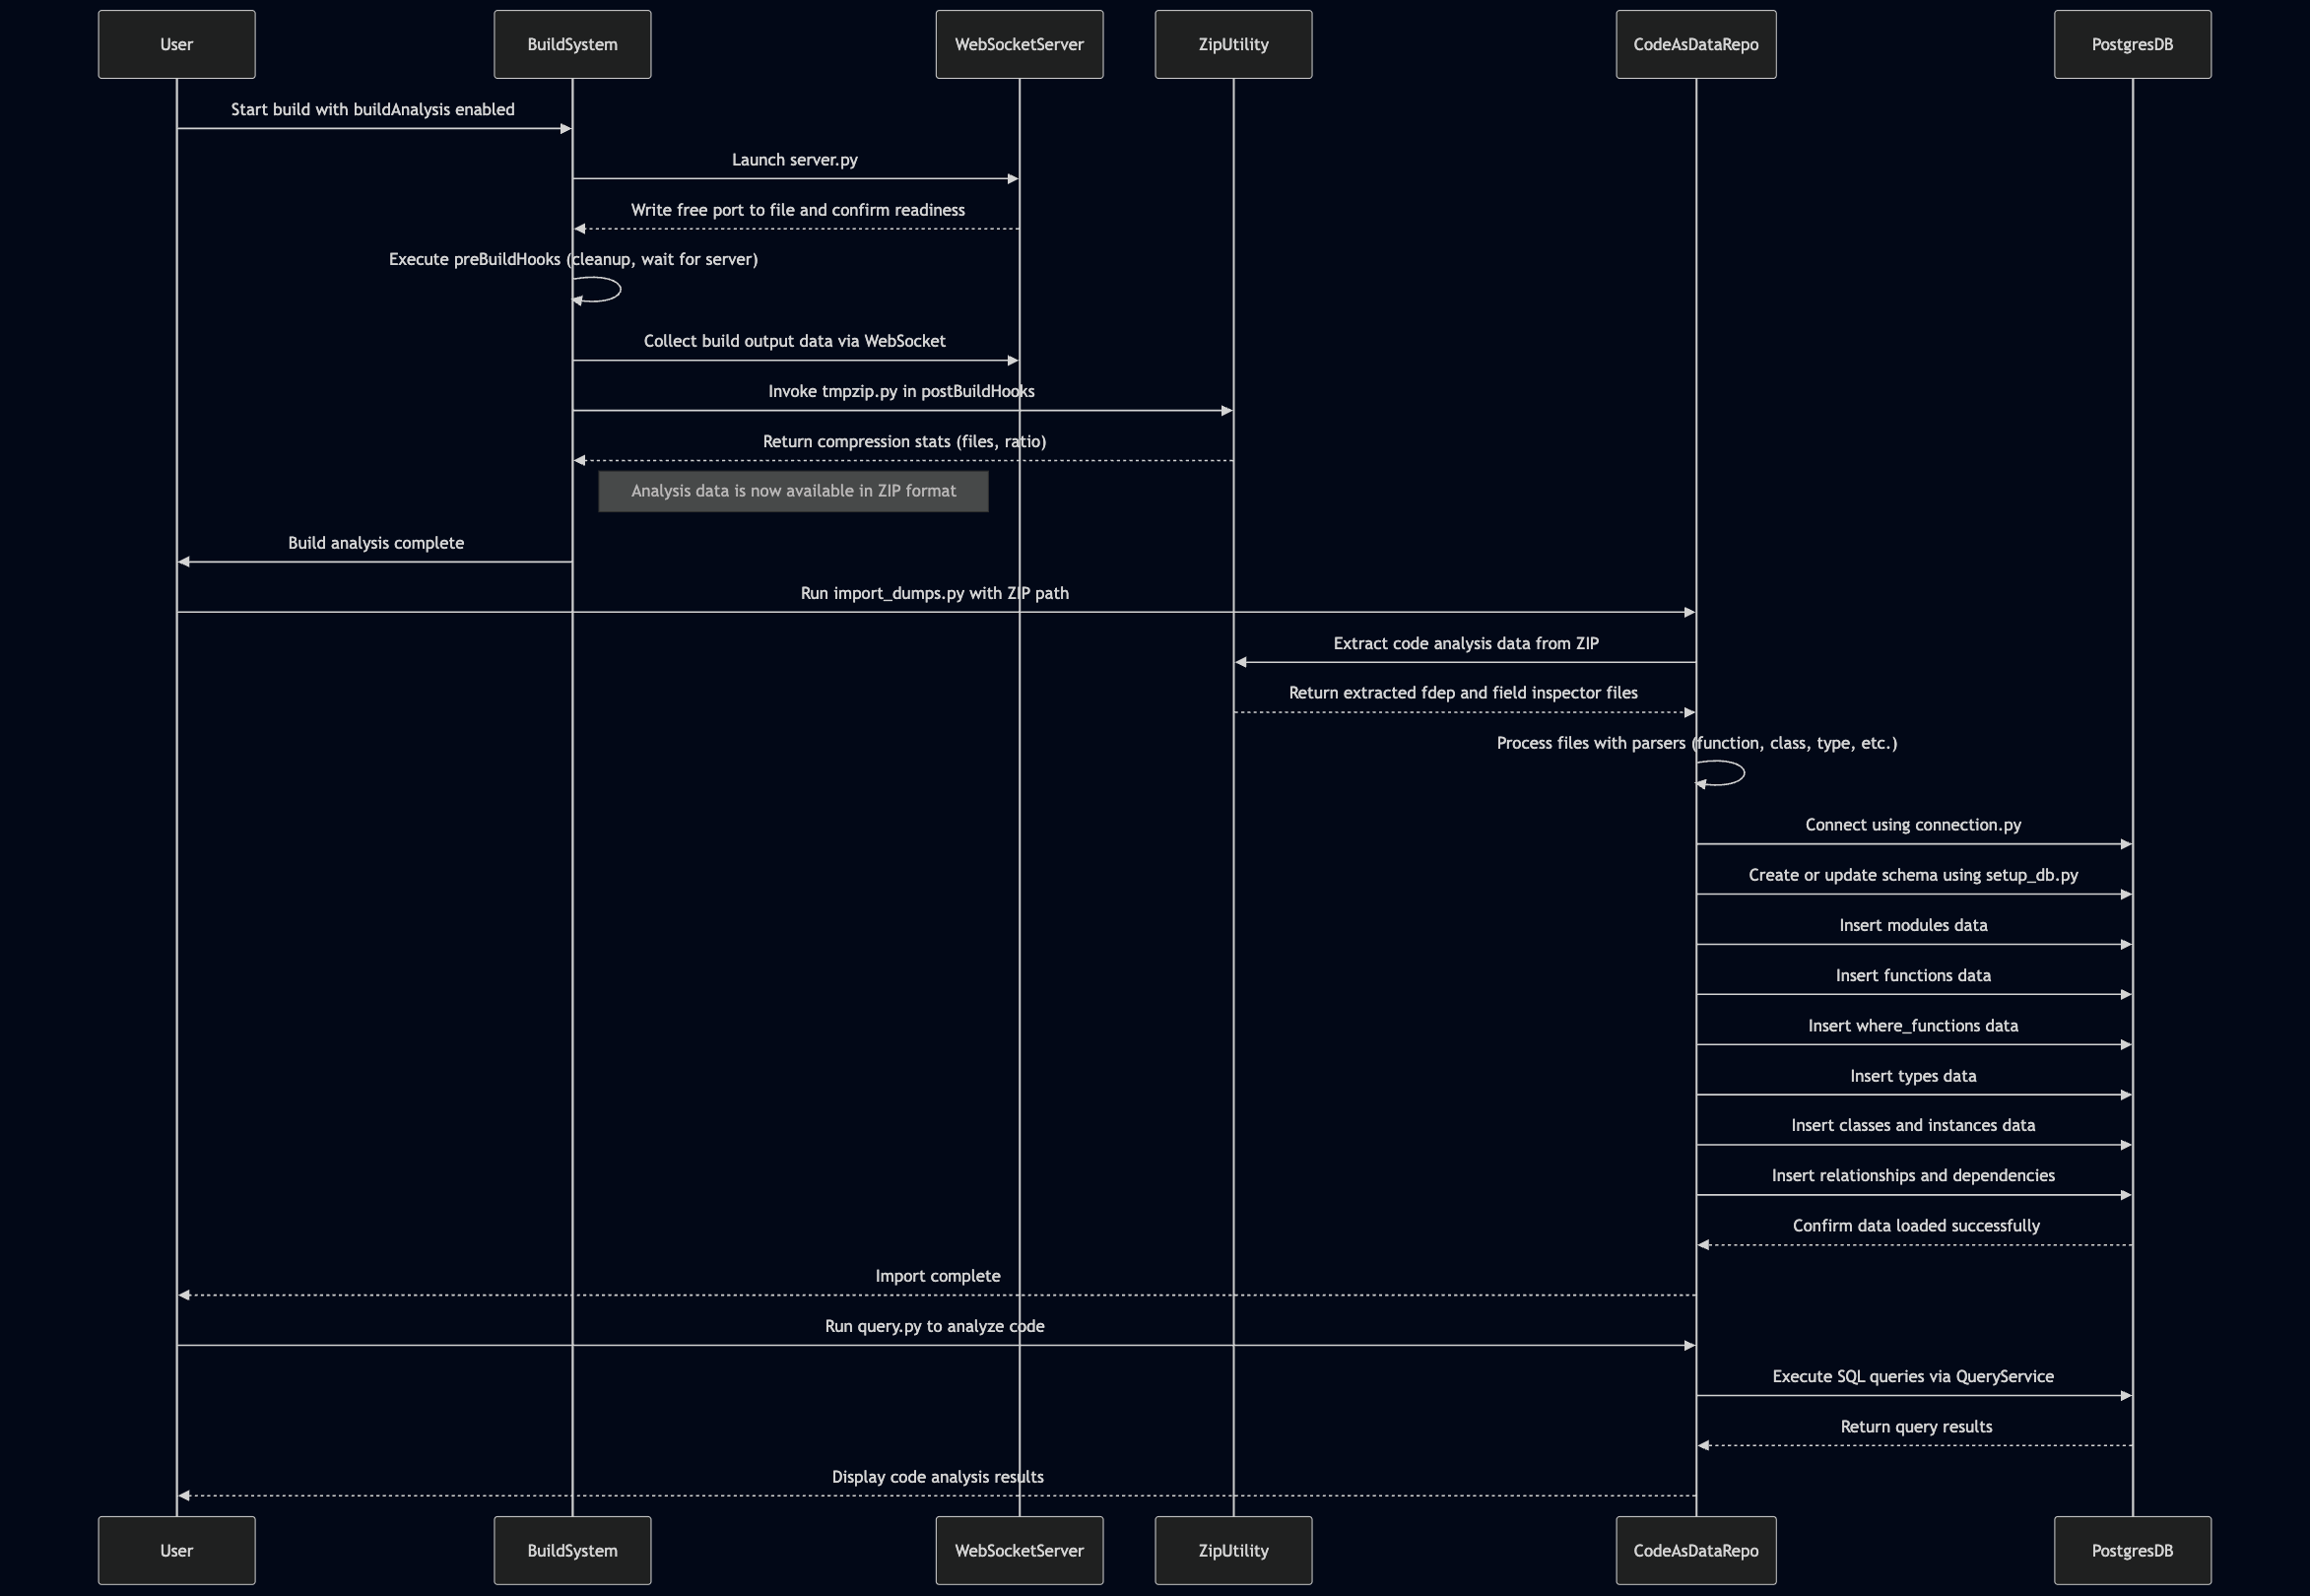 User
BuildSystem
WebSocketServer
ZipUtility
CodeAsDataRepo
PostgresDB
Start build with buildAnalysis enabled
Launch server.py
Write free port to file and confirm readiness
Execute preBuildHooks (cleanup, wait for server)
Collect build output data via WebSocket
Invoke tmpzip.py in postBuildHooks
Return compression stats (files, ratio)
Analysis data is now available in ZIP format
Build analysis complete
Run import_dumps.py with ZIP path
Extract code analysis data from ZIP
Return extracted fdep and field inspector files
Process files with parsers (function, class, type, etc.)
Connect using connection.py
Create or update schema using setup_db.py
Insert modules data
Insert functions data
Insert where_functions data
Insert types data
Insert classes and instances data
Insert relationships and dependencies
Confirm data loaded successfully
Import complete
Run query.py to analyze code
Execute SQL queries via QueryService
Return query results
Display code analysis results
User
BuildSystem
WebSocketServer
ZipUtility
CodeAsDataRepo
PostgresDB